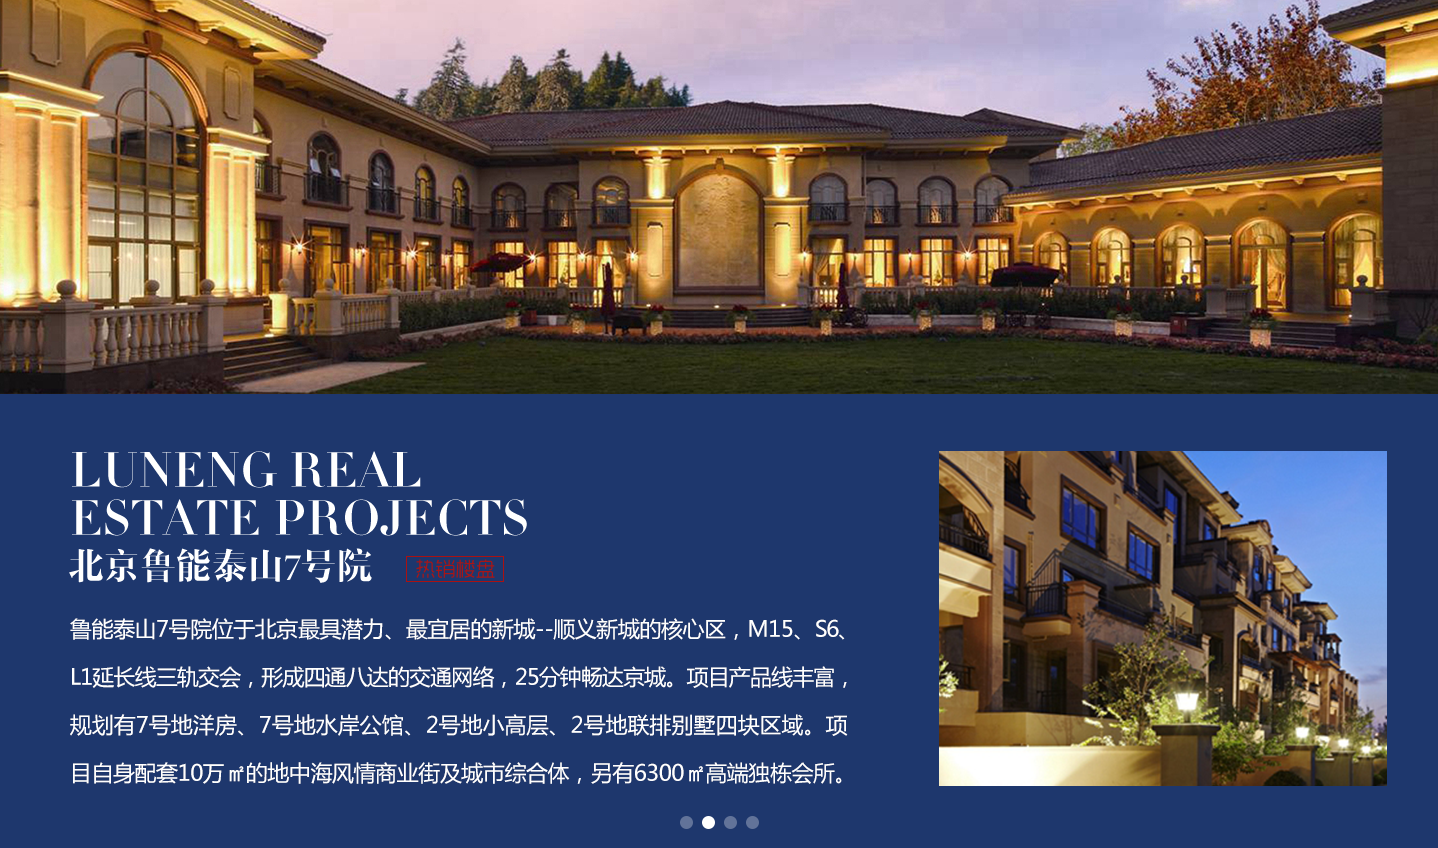 LUNENG REAL
ESTATE PROJECTS
北京鲁能泰山7号院 热销楼盘
鲁能泰山7号院位于北京最具潜力、最宜居的新城--顺义新城的核心区，M15、S6、
L1延长线三轨交会，形成四通八达的交通网络，25分钟畅达京城。项目产品线丰富，
规划有7号地洋房、7号地水岸公馆、2号地小高层、2号地联排别墅四块区域。项
目自身配套10万㎡的地中海风情商业街及城市综合体，另有6300㎡高端独栋会所。